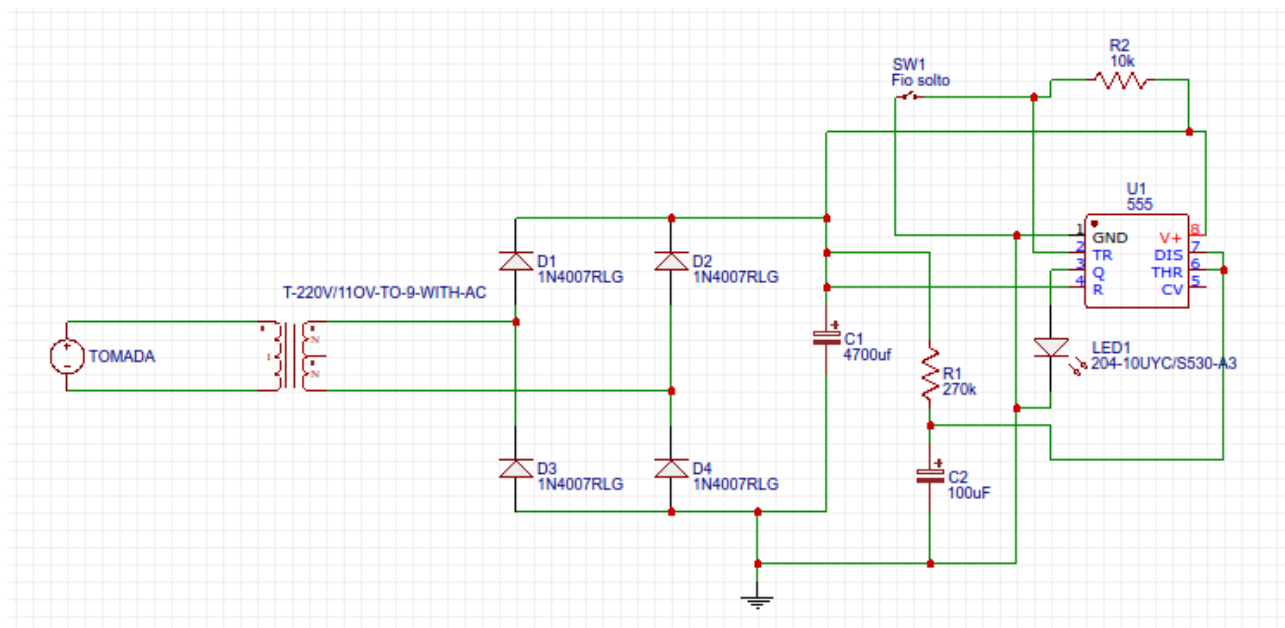 R2
10k
SW1
Fio solto
U1
555
1
GND
V+
8
2
TR
DIS
7
3
Q
THR
6
4
R
CV
5
D1
1N4007RLG
D2
1N4007RLG
T-220V/11OV-TO-9-WITH-AC
TOMADA
C1
4700uf
LED1
204-10UYC/S530-A3
R1
270k
D3
1N4007RLG
D4
1N4007RLG
C2
100uF